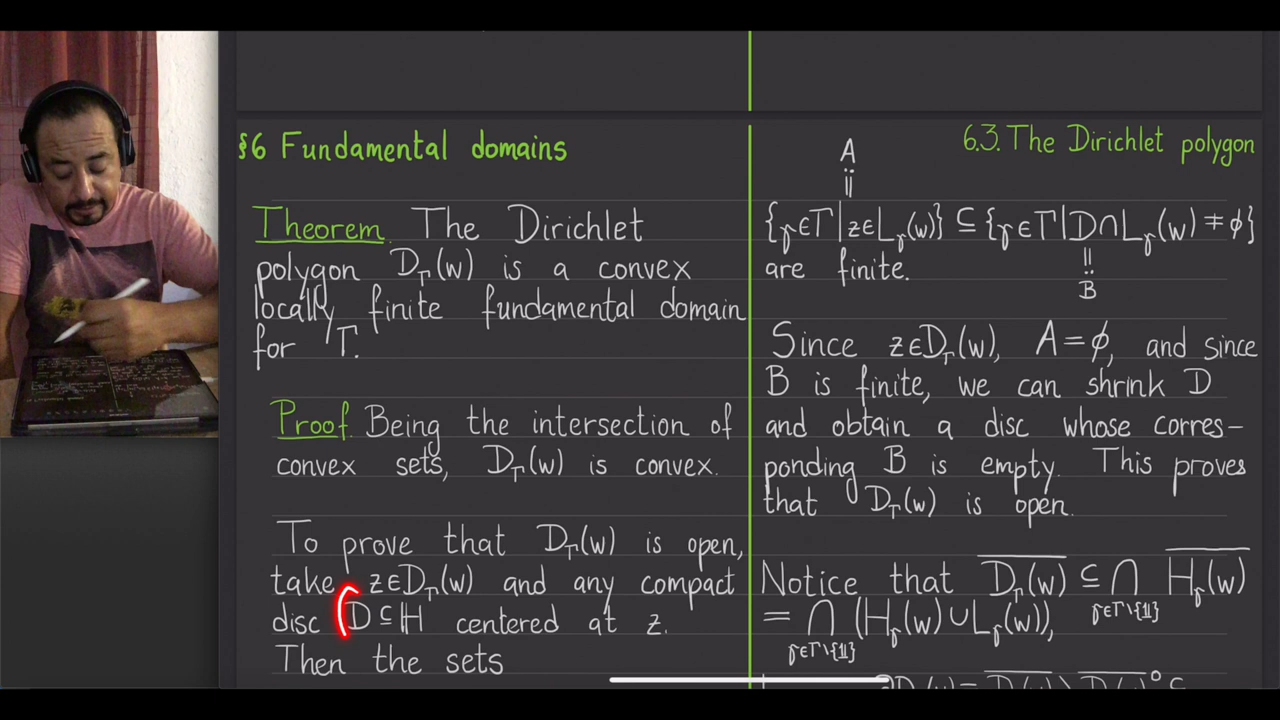 §6 Fundamental domains
Theorem. The Dirichlet
polygon D_Γ(w) is a convex
locally finite fundamental domain
for Γ.
Proof. Being the intersection of
convex sets, D_Γ(w) is convex.
To prove that D_Γ(w) is open,
take z∈D_Γ(w) and any compact
disc D⊆ℍ centered at z.
Then the sets
6.3. The Dirichlet polygon
A
{γ∈Γ|z∈L_γ(w)} ⊆ {γ∈Γ|D∩L_γ(w)≠ϕ}
are finite.
B
Since z∈D_Γ(w), A=ϕ, and since
B is finite, we can shrink D
and obtain a disc whose corres-
ponding B is empty. This proves
that D_Γ(w) is open.
Notice that \overline{D_Γ(w)} ⊆ ∩_{γ∈Γ\{𝟙}} \overline{H_γ(w)}
= ∩_{γ∈Γ\{𝟙}} (H_γ(w)∪L_γ(w)),